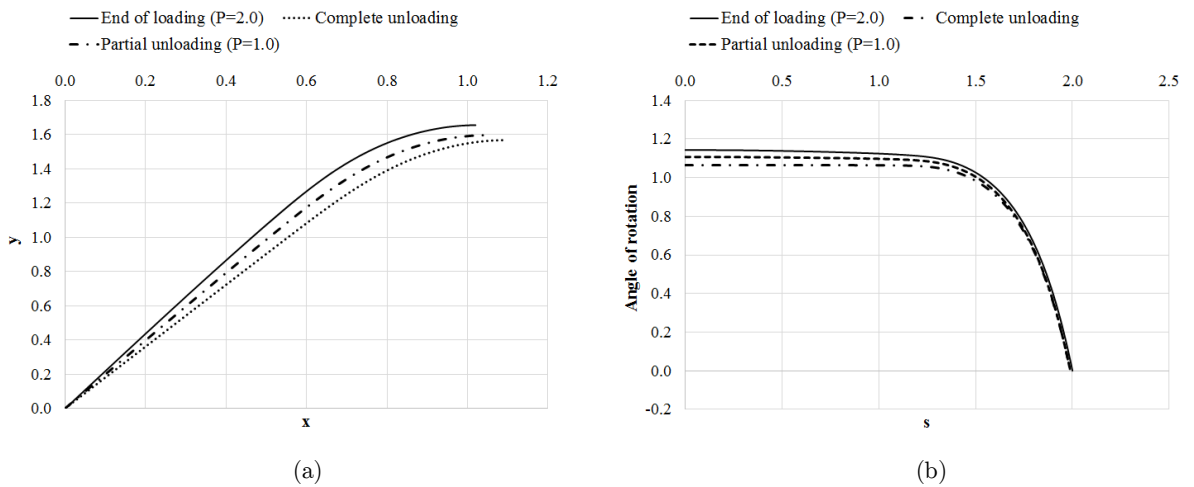 End of loading (P=2.0) Complete unloading
Partial unloading (P=1.0)
0.0 0.2 0.4 0.6 0.8 1.0 1.2
1.8
1.6
1.4
1.2
1.0
0.8
0.6
0.4
0.2
0.0
y
x
(a)
End of loading (P=2.0) Complete unloading
Partial unloading (P=1.0)
0.0 0.5 1.0 1.5 2.0 2.5
1.4
1.2
1.0
0.8
0.6
0.4
0.2
0.0
-0.2
Angle of rotation
s
(b)